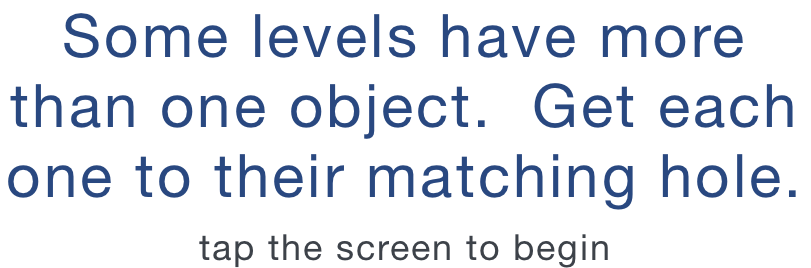 Some levels have more
than one object.  Get each
one to their matching hole.
tap the screen to begin